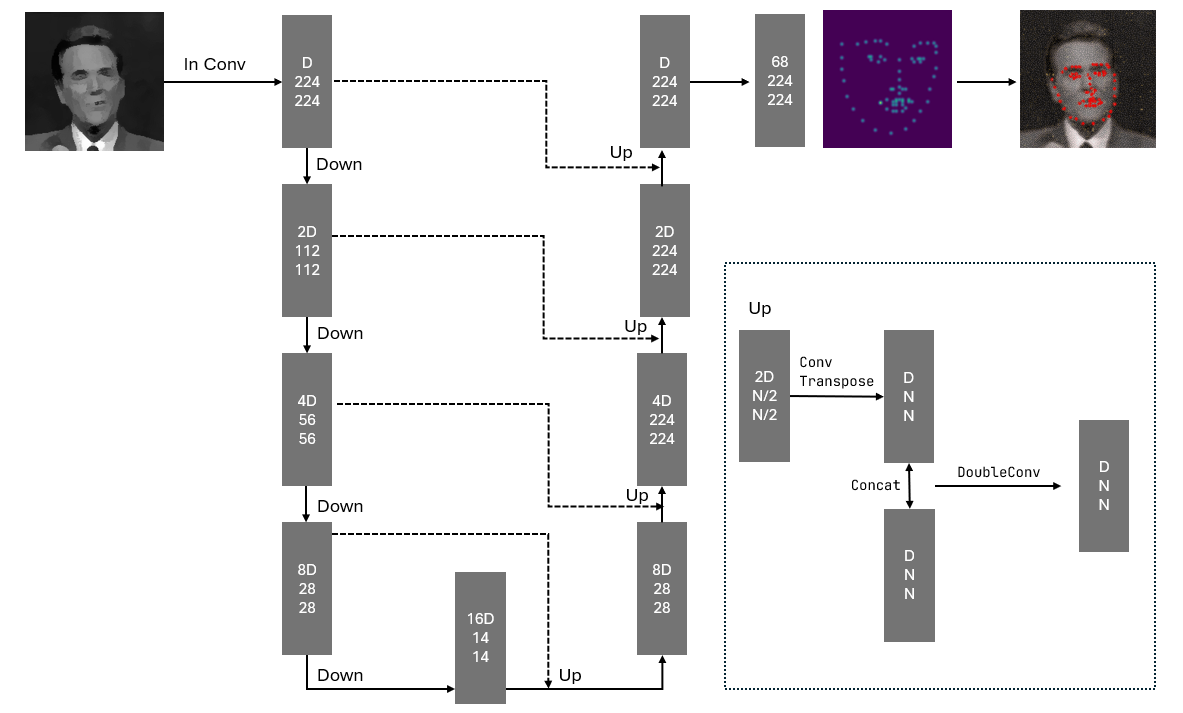 In Conv
D
224
224
Down
2D
112
112
Down
4D
56
56
Down
8D
28
28
Down
16D
14
14
Up
8D
28
28
Up
4D
224
224
Up
2D
224
224
Up
D
224
224
68
224
224
Up
2D
N/2
N/2
Conv
Transpose
D
N
N
Concat
D
N
N
DoubleConv
D
N
N